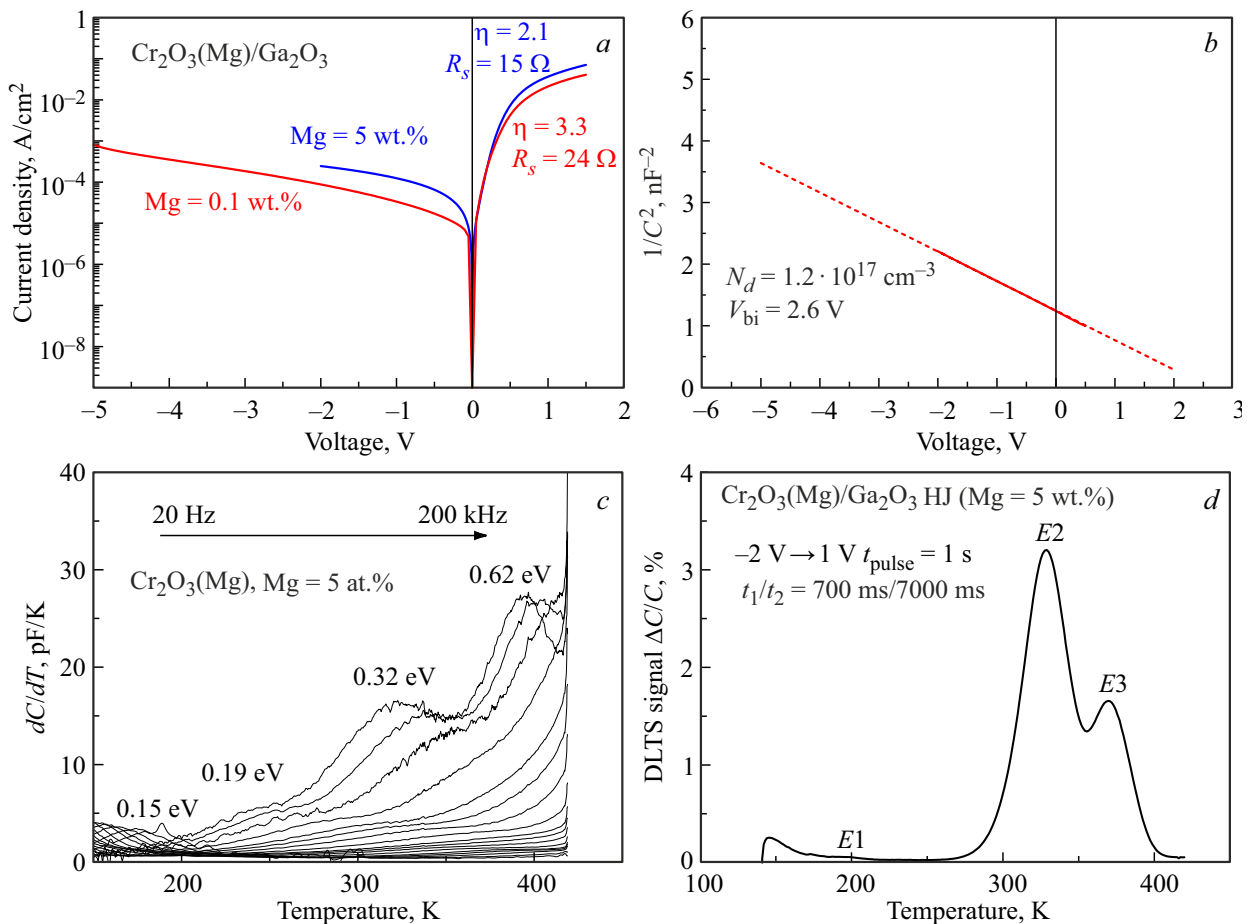 a
Cr₂O₃(Mg)/Ga₂O₃
η = 2.1
R_s = 15 Ω
Mg = 5 wt.%
η = 3.3
R_s = 24 Ω
Mg = 0.1 wt.%
Current density, A/cm²
1
10⁻²
10⁻⁴
10⁻⁶
10⁻⁸
−5 −4 −3 −2 −1 0 1 2
Voltage, V
b
1/C², nF⁻²
6
5
4
3
2
1
0
N_d = 1.2 · 10¹⁷ cm⁻³
V_bi = 2.6 V
−6 −5 −4 −3 −2 −1 0 1 2 3
Voltage, V
c
20 Hz 200 kHz
Cr₂O₃(Mg), Mg = 5 at.%
0.62 eV
0.32 eV
0.19 eV
0.15 eV
dC/dT, pF/K
40
30
20
10
0
200 300 400
Temperature, K
d
Cr₂O₃(Mg)/Ga₂O₃ HJ (Mg = 5 wt.%)
−2 V → 1 V t_pulse = 1 s
t₁/t₂ = 700 ms/7000 ms
E2
E3
E1
DLTS signal ΔC/C, %
4
3
2
1
0
100 200 300 400
Temperature, K